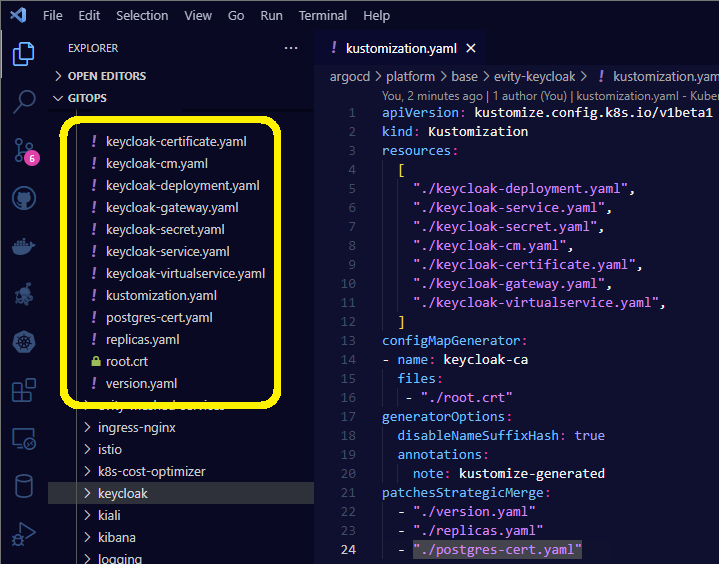 File Edit Selection View Go Run Terminal Help
EXPLORER
OPEN EDITORS
GITOPS
keycloak-certificate.yaml
keycloak-cm.yaml
keycloak-deployment.yaml
keycloak-gateway.yaml
keycloak-secret.yaml
keycloak-service.yaml
keycloak-virtualservice.yaml
kustomization.yaml
postgres-cert.yaml
replicas.yaml
root.crt
version.yaml
ingress-nginx
istio
k8s-cost-optimizer
keycloak
kiali
kibana
logging
6
kustomization.yaml
argocd > platform > base > evity-keycloak > ! kustomization.yam
You, 2 minutes ago | 1 author (You) | kustomization.yaml - Kuber
1 apiVersion: kustomize.config.k8s.io/v1beta1
2 kind: Kustomization
3 resources:
4 [
5 "./keycloak-deployment.yaml",
6 "./keycloak-service.yaml",
7 "./keycloak-secret.yaml",
8 "./keycloak-cm.yaml",
9 "./keycloak-certificate.yaml",
10 "./keycloak-gateway.yaml",
11 "./keycloak-virtualservice.yaml",
12 ]
13 configMapGenerator:
14 - name: keycloak-ca
15 files:
16 - "./root.crt"
17 generatorOptions:
18 disableNameSuffixHash: true
19 annotations:
20 note: kustomize-generated
21 patchesStrategicMerge:
22 - "./version.yaml"
23 - "./replicas.yaml"
24 - "./postgres-cert.yaml"